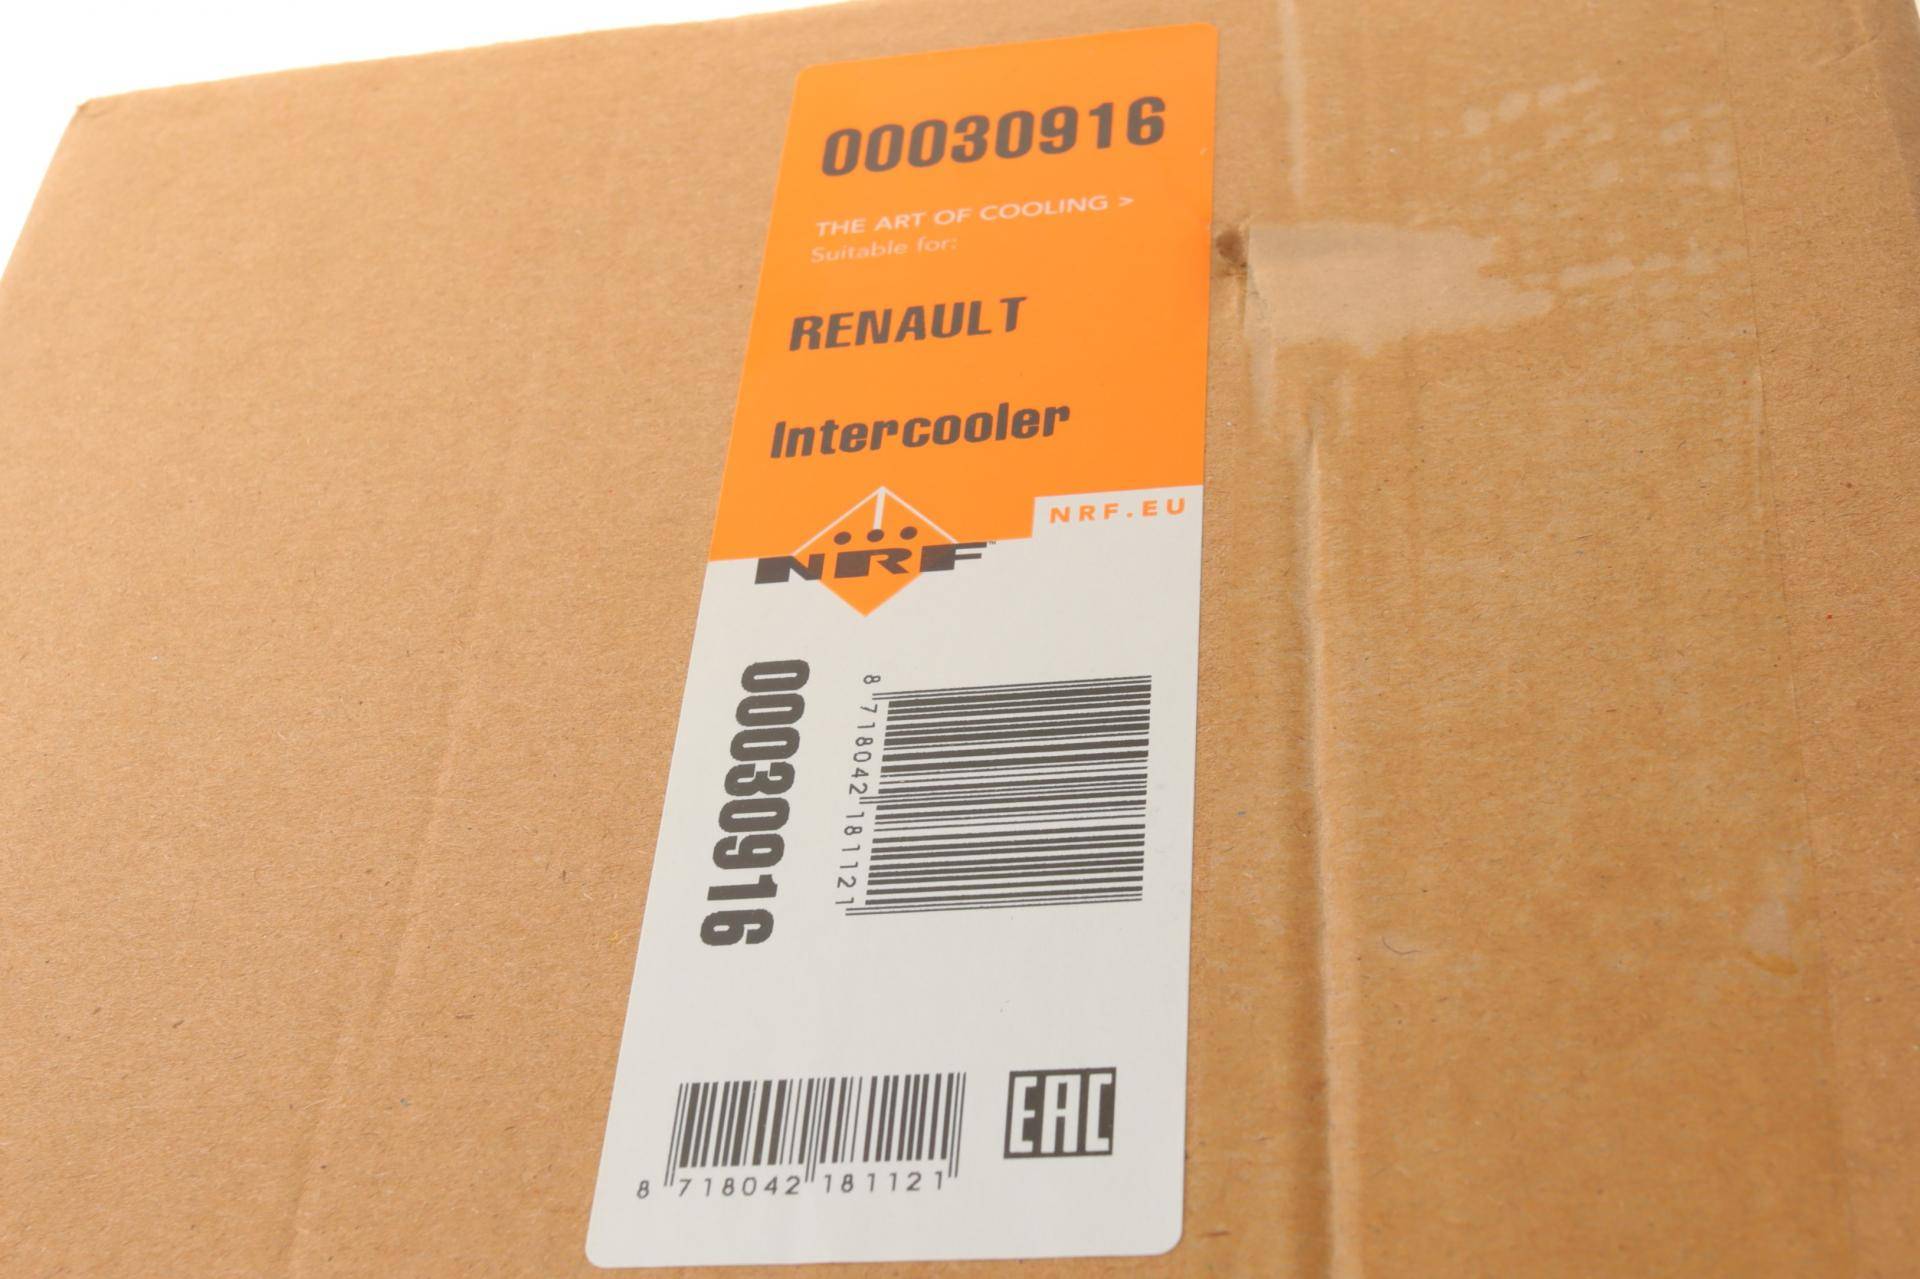 00030916
THE ART OF COOLING >
Suitable for:
RENAULT
Intercooler
NRF.EU
NRF™
00030916
8 718042 181121
8 718042 181121
EAC